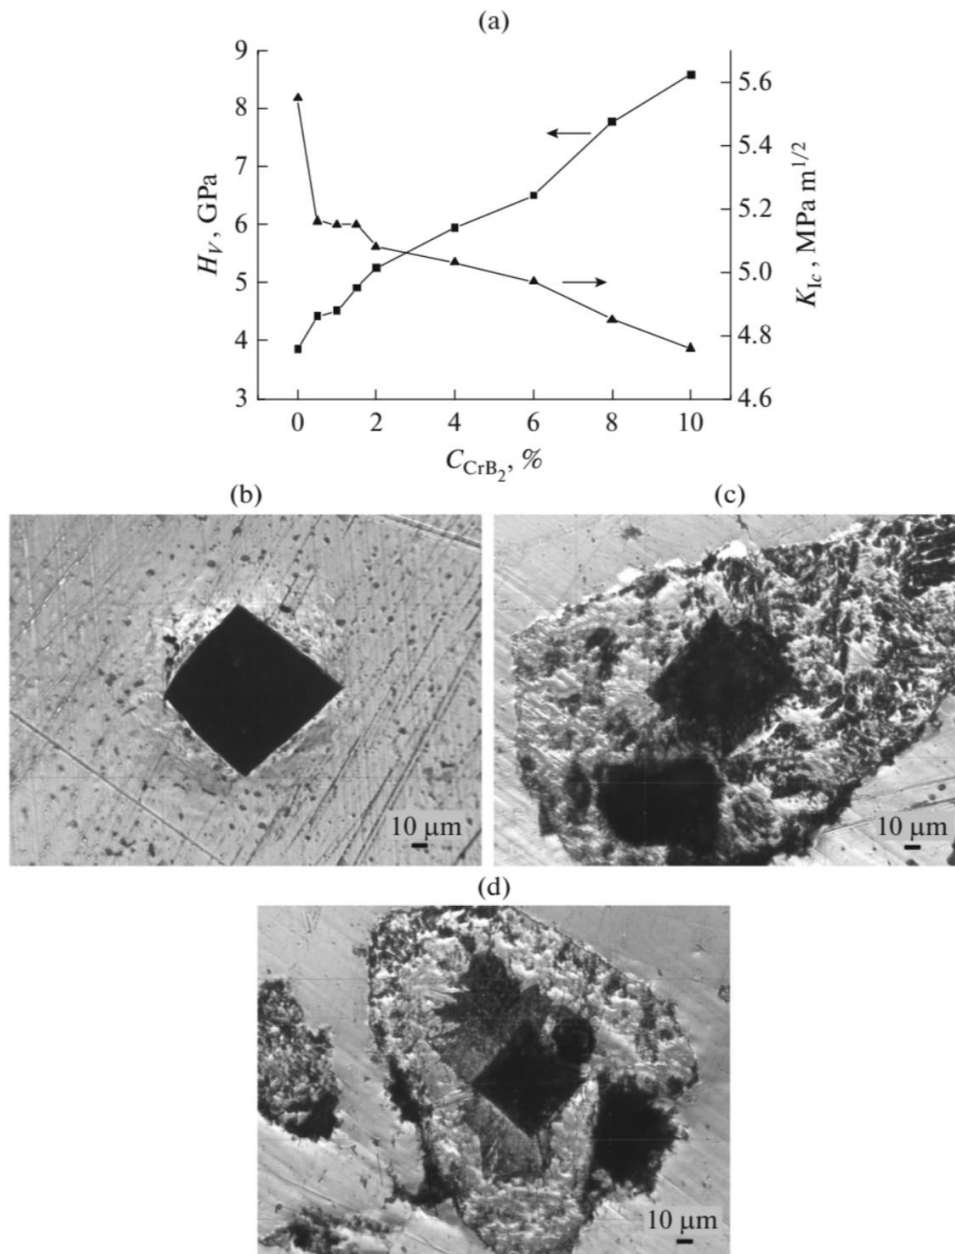 (a)
9
8
7
6
5
4
3
H_V, GPa
5.6
5.4
5.2
5.0
4.8
4.6
K_Ic, MPa m^1/2
0 2 4 6 8 10
C_CrB2, %
(b) (c)
10 μm 10 μm
(d)
10 μm